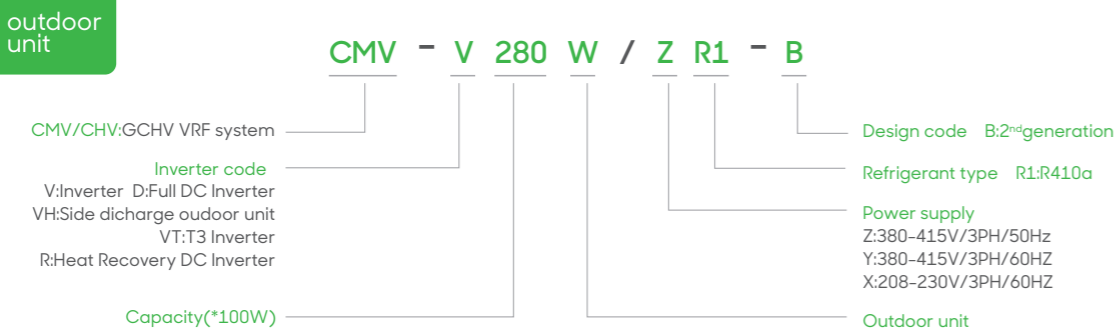 outdoor
unit
CMV - V 280 W / Z R1 - B
CMV/CHV:GCHV VRF system
Inverter code
V:Inverter D:Full DC Inverter
VH:Side dicharge oudoor unit
VT:T3 Inverter
R:Heat Recovery DC Inverter
Capacity(*100W)
Design code B:2ndgeneration
Refrigerant type R1:R410a
Power supply
Z:380-415V/3PH/50Hz
Y:380-415V/3PH/60HZ
X:208-230V/3PH/60HZ
Outdoor unit